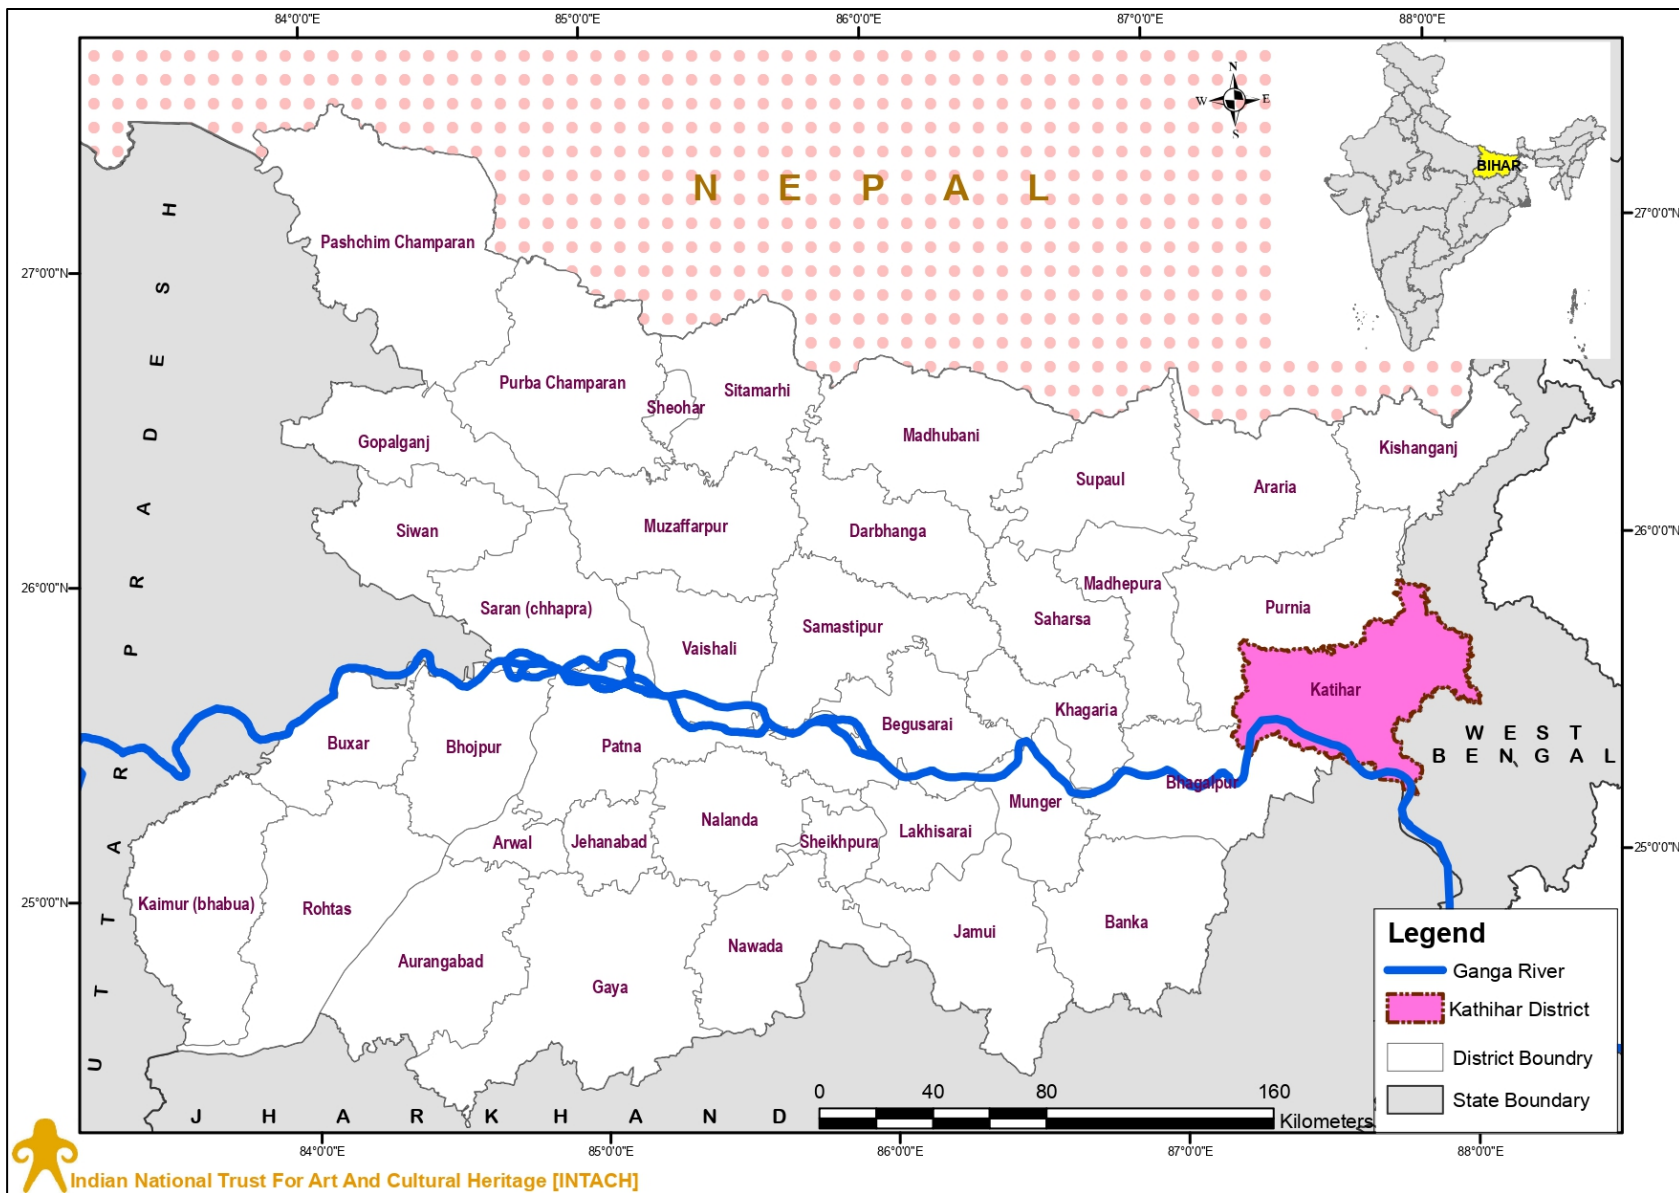 84°0'0"E 85°0'0"E 86°0'0"E 87°0'0"E 88°0'0"E
N
W E
S
BIHAR
NEPAL
27°0'0"N
27°0'0"N
Pashchim Champaran
Purba Champaran
Sheohar
Sitamarhi
Gopalganj
Madhubani
Kishanganj
Supaul
Araria
Siwan
Muzaffarpur
Darbhanga
26°0'0"N
26°0'0"N
Madhepura
Saran (chhapra)
Purnia
Saharsa
Samastipur
Vaishali
Katihar
Khagaria
Begusarai
Buxar
Bhojpur
Patna
WEST
BENGAL
Bhagalpur
Munger
Nalanda
Lakhisarai
Arwal
Jehanabad
Sheikhpura
25°0'0"N
25°0'0"N
Kaimur (bhabua)
Rohtas
Banka
Jamui
Nawada
Aurangabad
Gaya
UTTAR PRADESH
JHARKHAND
Legend
Ganga River
Kathihar District
District Boundry
State Boundary
0 40 80 160
Kilometers
84°0'0"E 85°0'0"E 86°0'0"E 87°0'0"E 88°0'0"E
Indian National Trust For Art And Cultural Heritage [INTACH]